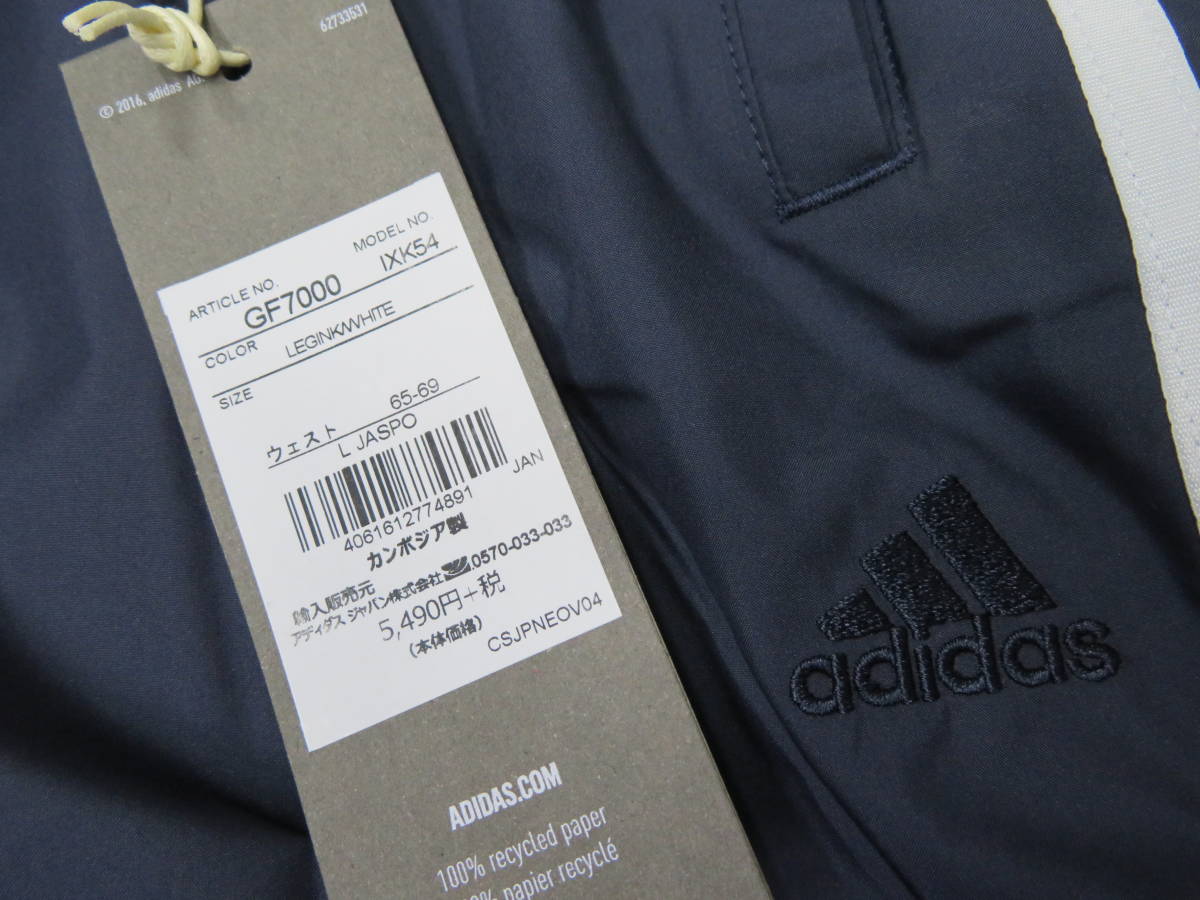 62733531
© 2016, adidas
ARTICLE NO.
MODEL NO.
GF7000
IXK54
COLOR
LEGINK/WHITE
SIZE
ウェスト 65-69
L JASPO
JAN
4061612774891
カンボジア製
輸入販売元
アディダス ジャパン株式会社 0570-033-033
5,490円+税
(本体価格)
CSJPNEOV04
ADIDAS.COM
100% recycled paper
papier recyclé
adidas